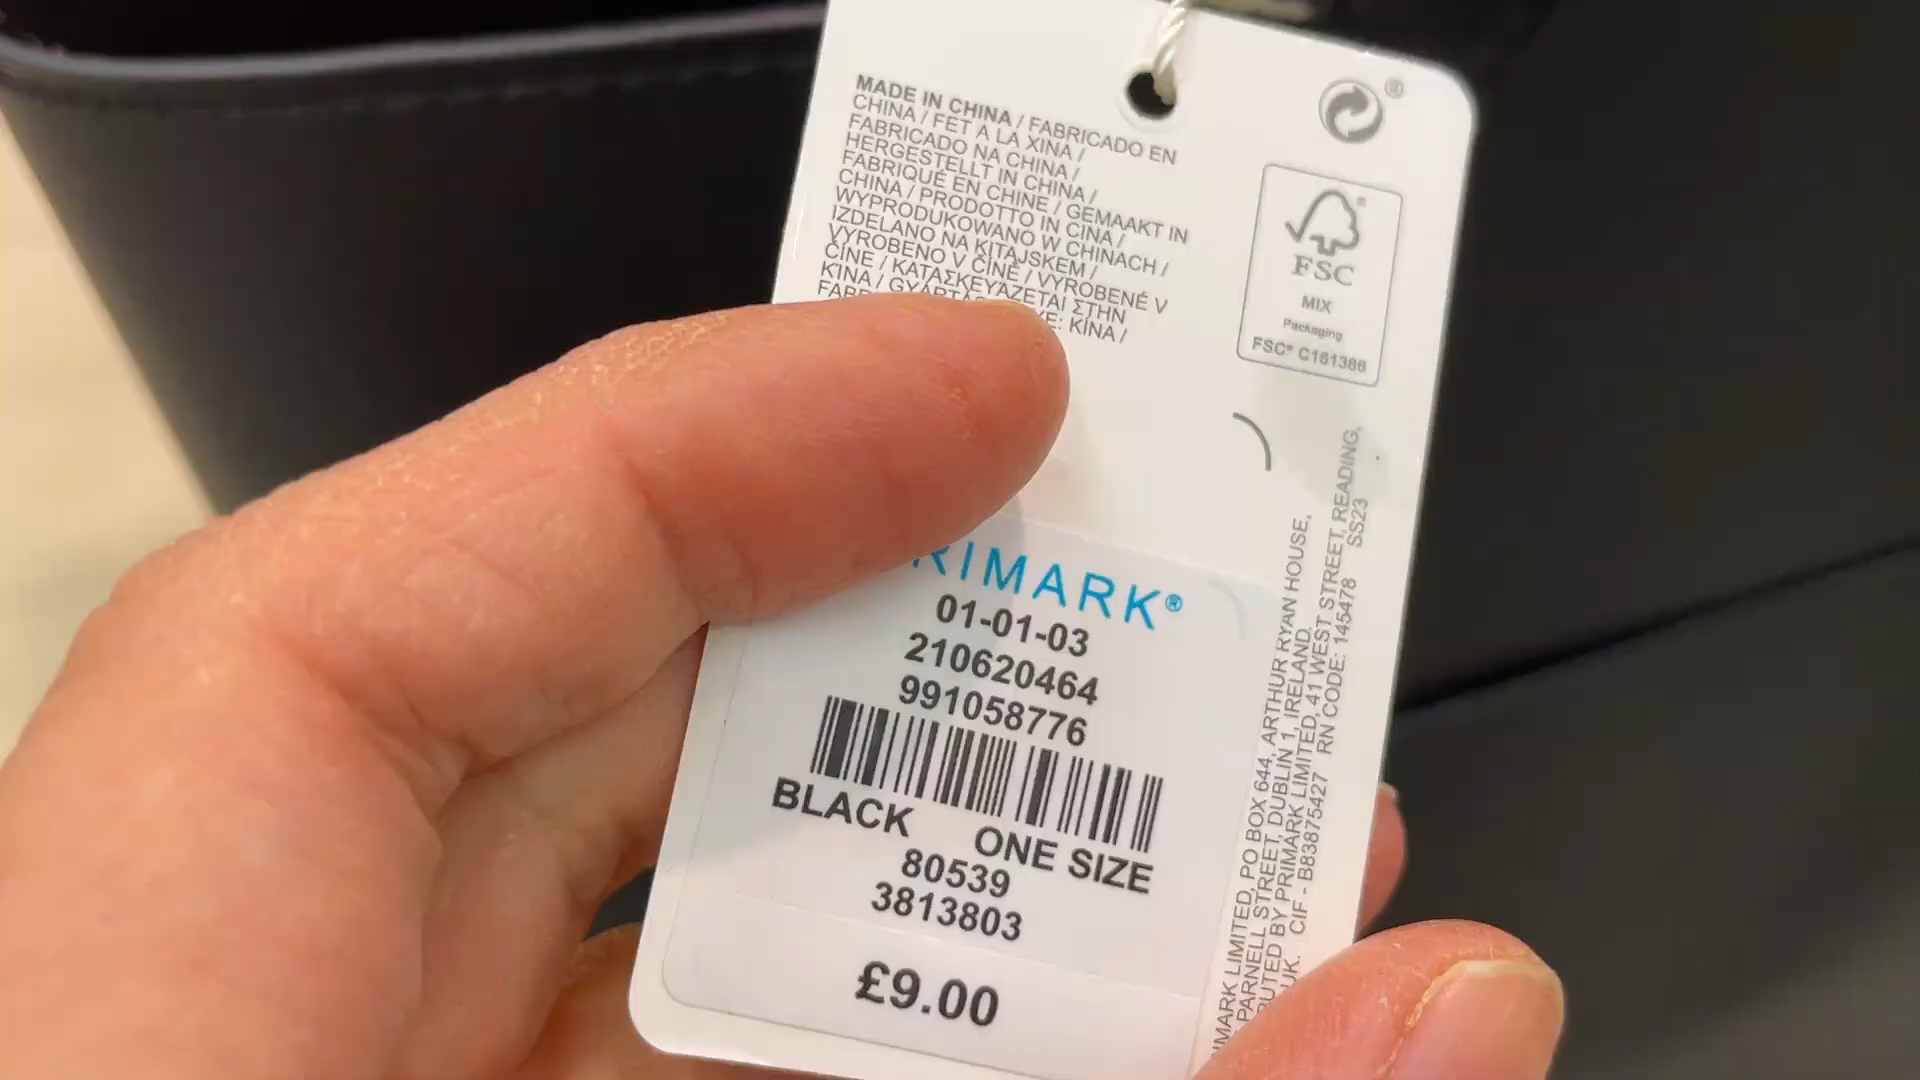 MADE IN CHINA / FABRICADO EN
CHINA / FET A LA XINA /
FABRICADO NA CHINA /
HERGESTELLT IN CHINA /
FABRIQUÉ EN CHINE / GEMAAKT IN
CHINA / PRODOTTO IN CINA /
WYPRODUKOWANO W CHINACH /
IZDELANO NA KITAJSKEM /
VYROBENO V ČÍNĚ / VYROBENÉ V
ČÍNE / ΚΑΤΑΣΚΕΥΑΖΕΤΑΙ ΣΤΗΝ
ΚΙΝΑ /
KÍNA /
®
FSC®
MIX
Packaging
FSC® C161386
RIMARK®
01-01-03
210620464
991058776
BLACK ONE SIZE
80539
3813803
£9.00
LIMITED, PO BOX 644, ARTHUR RYAN HOUSE,
PARNELL STREET, DUBLIN 1, IRELAND.
BY PRIMARK LIMITED, 41 WEST STREET, READING,
UK. CIF - B83875427 RN CODE: 145478 SS23